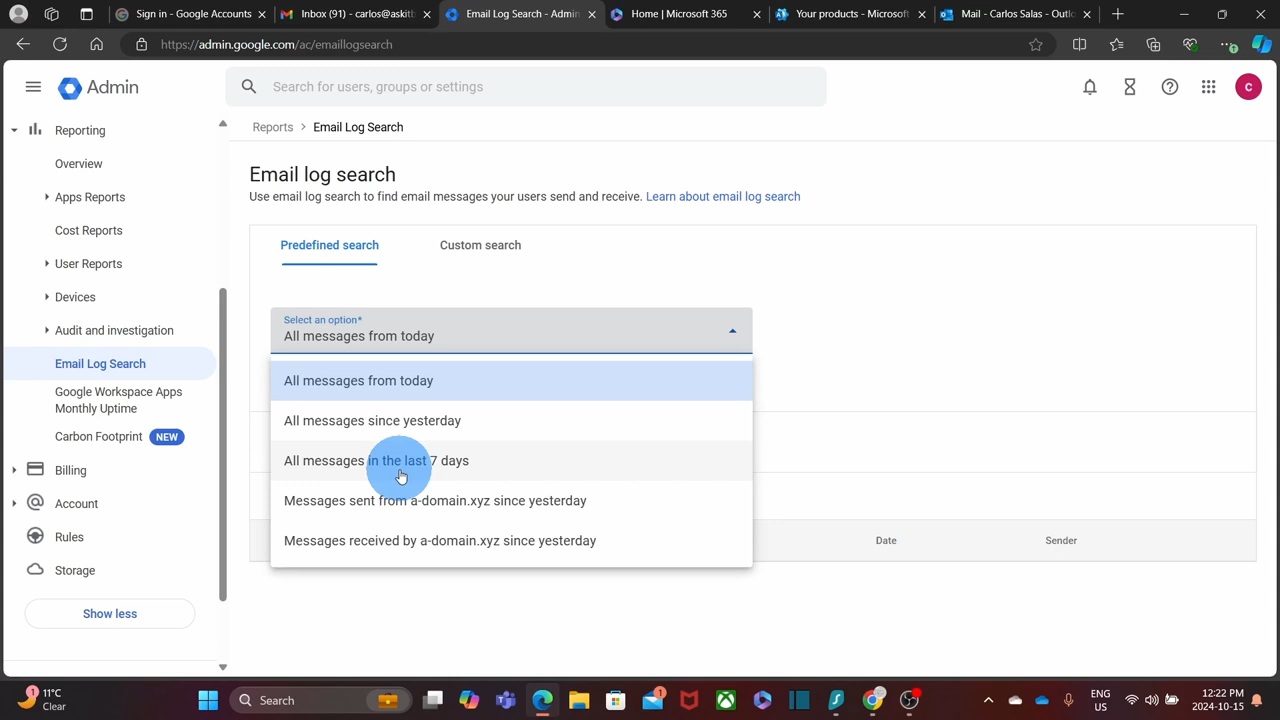 Sign in - Google Accounts
Inbox (91) - carlos@askitb
Email Log Search - Admin
Home | Microsoft 365
Your products - Microsoft
Mail - Carlos Salas - Outlo
https://admin.google.com/ac/emaillogsearch
Admin
Search for users, groups or settings
C
Reporting
Overview
Apps Reports
Cost Reports
User Reports
Devices
Audit and investigation
Email Log Search
Google Workspace Apps
Monthly Uptime
Carbon Footprint NEW
Billing
Account
Rules
Storage
Show less
Reports > Email Log Search
Email log search
Use email log search to find email messages your users send and receive. Learn about email log search
Predefined search
Custom search
Select an option*
All messages from today
All messages from today
All messages since yesterday
All messages in the last 7 days
Messages sent from a-domain.xyz since yesterday
Messages received by a-domain.xyz since yesterday
Date
Sender
1
11°C
Clear
Search
1
ENG
US
12:22 PM
2024-10-15